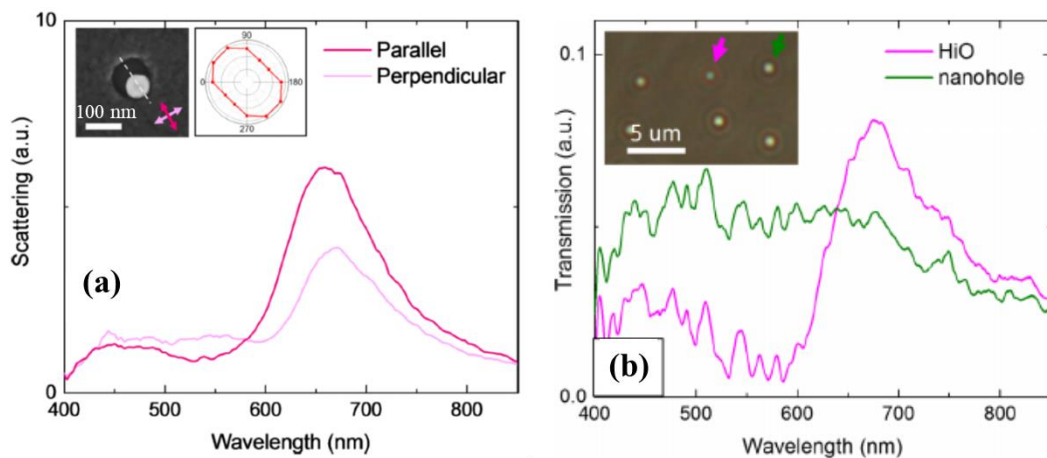 10
90
0
180
270
100 nm
Parallel
Perpendicular
5
Scattering (a.u.)
(a)
0
400
500
600
700
800
Wavelength (nm)
0.1
HiO
nanohole
5 um
Transmission (a.u.)
(b)
0.0
400
500
600
700
800
Wavelength (nm)